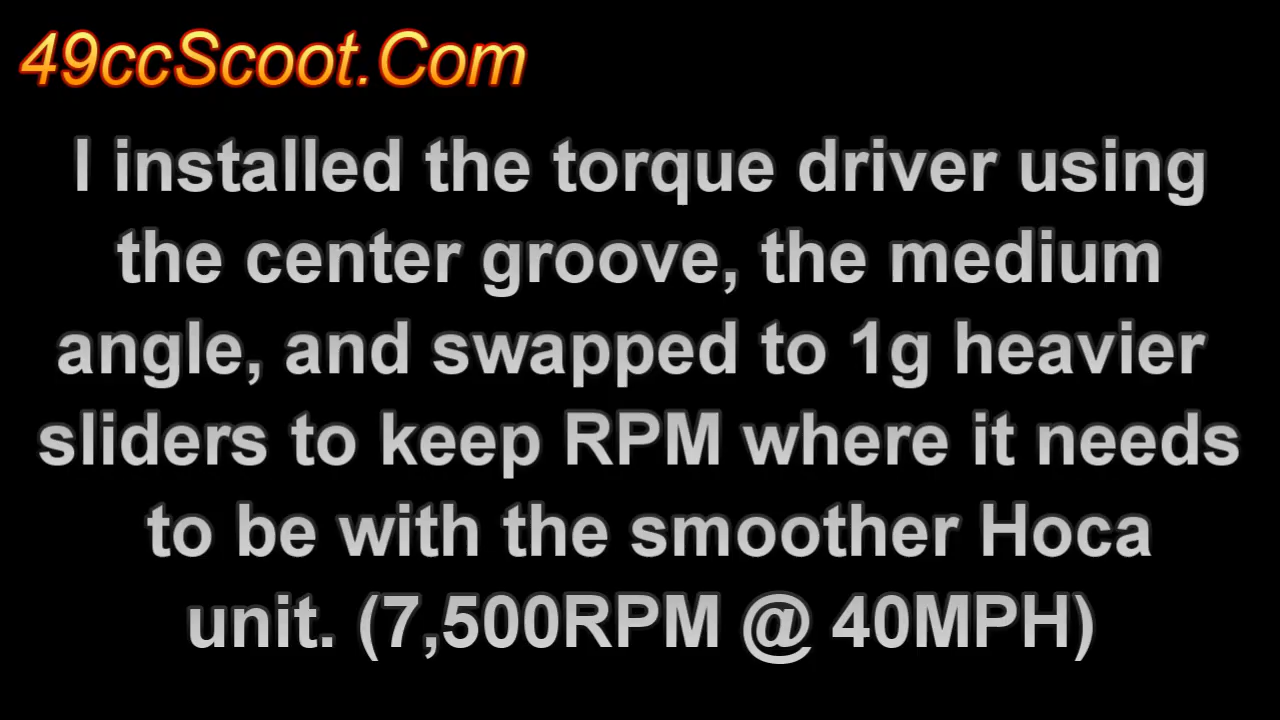 49ccScoot.Com
I installed the torque driver using
the center groove, the medium
angle, and swapped to 1g heavier
sliders to keep RPM where it needs
to be with the smoother Hoca
unit. (7,500RPM @ 40MPH)